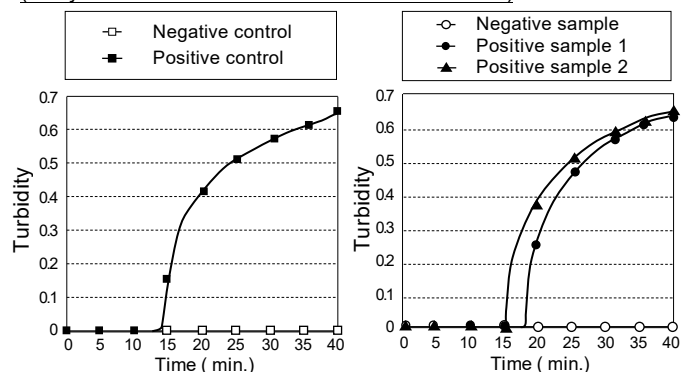 Negative control
Positive control
Negative sample
Positive sample 1
Positive sample 2
0.7
0.6
0.5
0.4
0.3
0.2
0.1
0
Turbidity
0 5 10 15 20 25 30 35 40
Time ( min.)
0.7
0.6
0.5
0.4
0.3
0.2
0.1
0
Turbidity
0 5 10 15 20 25 30 35 40
Time ( min.)